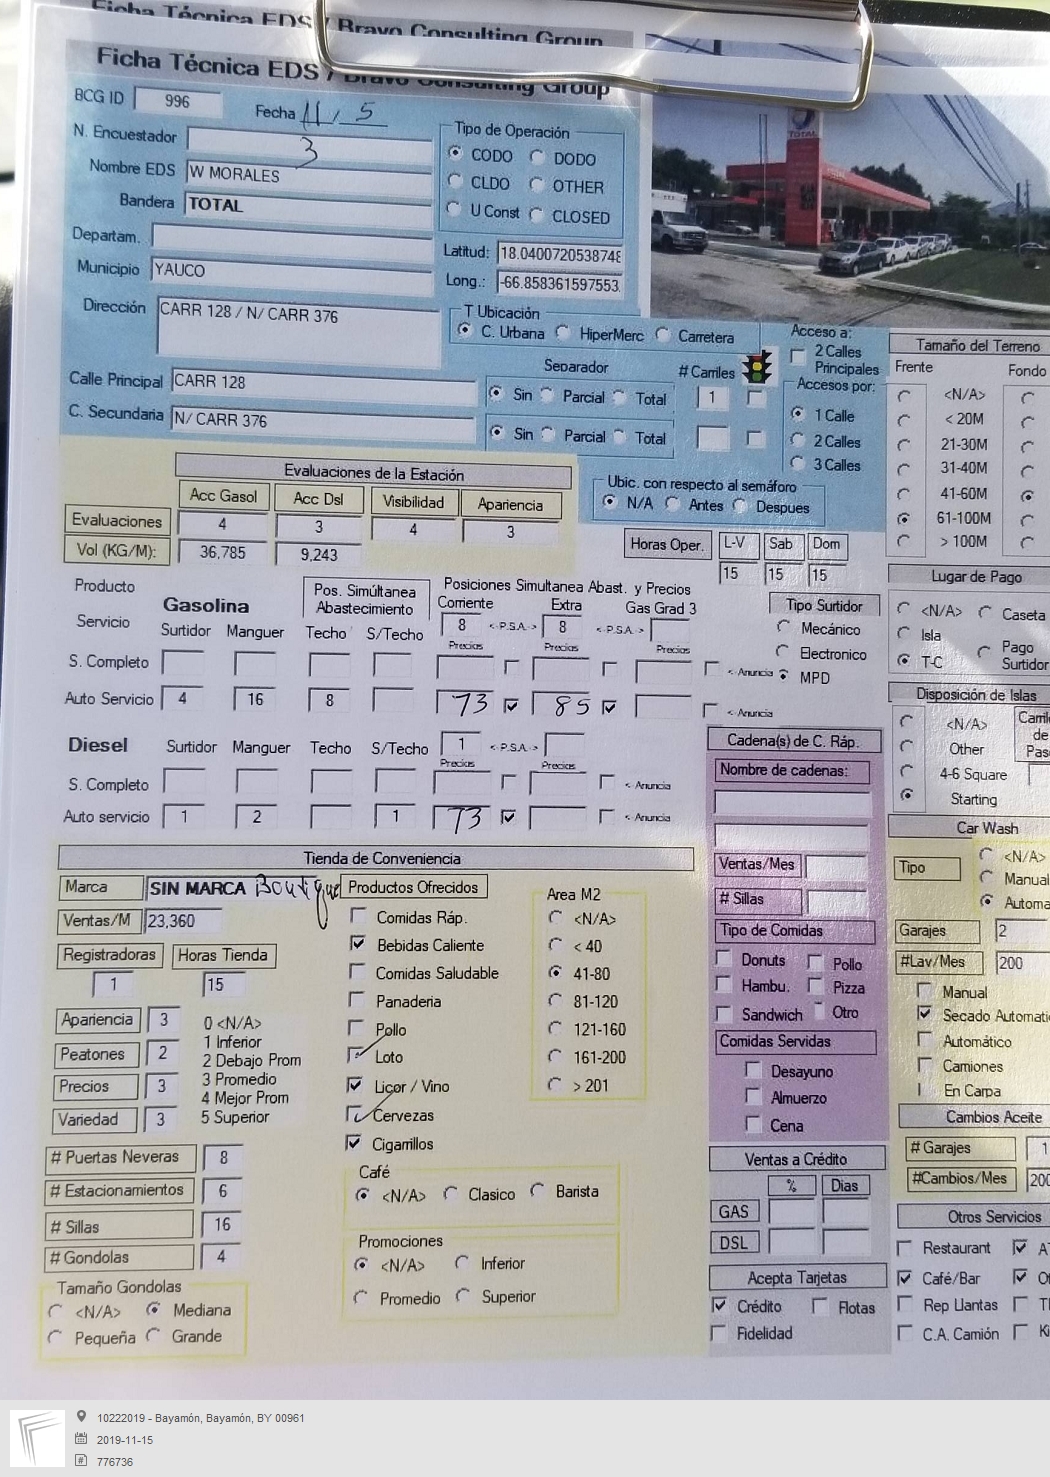 Ficha Técnica EDS / Bravo Consulting Group
Ficha Técnica EDS / Bravo Consulting Group
BCG ID 996 Fecha 11/5
N. Encuestador 3
Nombre EDS W MORALES
Bandera TOTAL
Departam.
Municipio YAUCO
Dirección CARR 128 / N/ CARR 376
Calle Principal CARR 128
C. Secundaria N/ CARR 376
Tipo de Operación
CODO DODO
CLDO OTHER
U Const CLOSED
Latitud: 18.0400720538748
Long.: -66.858361597553
TOTAL
T Ubicación
C. Urbana HiperMerc Carretera
Separador # Carriles
Sin Parcial Total 1
Sin Parcial Total
Acceso a:
2 Calles
Principales
Accesos por:
1 Calle
2 Calles
3 Calles
Ubic. con respecto al semáforo
N/A Antes Despues
Tamaño del Terreno
Frente Fondo
<N/A>
< 20M
21-30M
31-40M
41-60M
61-100M
> 100M
Evaluaciones de la Estación
Acc Gasol Acc Dsl Visibilidad Apariencia
Evaluaciones 4 3 4 3
Vol (KG/M): 36,785 9,243
Horas Oper. L-V Sab Dom
15 15 15
Producto
Servicio
Gasolina
Pos. Simúltanea
Abastecimiento
Posiciones Simultanea Abast. y Precios
Corriente Extra Gas Grad 3
8 <-P.S.A.-> 8 <-P.S.A.->
Surtidor Manguer Techo S/Techo Precios Precios Precios
S. Completo <-Anuncia
Auto Servicio 4 16 8 73 85 <-Anuncia
Tipo Surtidor
Mecánico
Electronico
MPD
Lugar de Pago
<N/A> Caseta
Isla
T-C Pago
Surtidor
Disposición de Islas
<N/A>
Other
4-6 Square
Starting
Diesel Surtidor Manguer Techo S/Techo 1 <-P.S.A.->
Precios Precios
S. Completo <-Anuncia
Auto servicio 1 2 1 73 <-Anuncia
Cadena(s) de C. Ráp.
Nombre de cadenas:
Ventas/Mes
# Sillas
Tipo de Comidas
Donuts Pollo
Hambu. Pizza
Sandwich Otro
Comidas Servidas
Desayuno
Almuerzo
Cena
Car Wash
Tipo <N/A>
Manual
Automa
Garajes 2
#Lav/Mes 200
Manual
Secado Automati
Automático
Camiones
En Carpa
Cambios Aceite
# Garajes 1
#Cambios/Mes 200
Tienda de Conveniencia
Marca SIN MARCA Boutique
Ventas/M 23,360
Registradoras Horas Tienda
1 15
Apariencia 3
Peatones 2
Precios 3
Variedad 3
0 <N/A>
1 Inferior
2 Debajo Prom
3 Promedio
4 Mejor Prom
5 Superior
# Puertas Neveras 8
# Estacionamientos 6
# Sillas 16
# Gondolas 4
Tamaño Gondolas
<N/A> Mediana
Pequeña Grande
Productos Ofrecidos
Comidas Ráp.
Bebidas Caliente
Comidas Saludable
Panaderia
Pollo
Loto
Licor / Vino
Cervezas
Cigarrillos
Area M2
<N/A>
< 40
41-80
81-120
121-160
161-200
> 201
Café
<N/A> Clasico Barista
Promociones
<N/A> Inferior
Promedio Superior
Ventas a Crédito
% Dias
GAS
DSL
Acepta Tarjetas
Crédito Flotas
Fidelidad
Otros Servicios
Restaurant
Café/Bar
Rep Llantas
C.A. Camión
10222019 - Bayamón, Bayamón, BY 00961
2019-11-15
776736